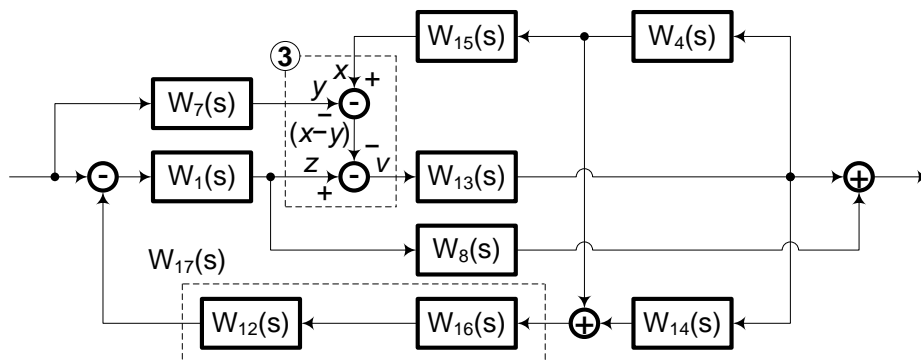 W₁₅(s)
W₄(s)
3
x
+
W₇(s)
y
-
−
(x−y)
−
-
W₁(s)
z
-
v
+
W₁₃(s)
+
W₈(s)
W₁₇(s)
W₁₂(s)
W₁₆(s)
+
W₁₄(s)